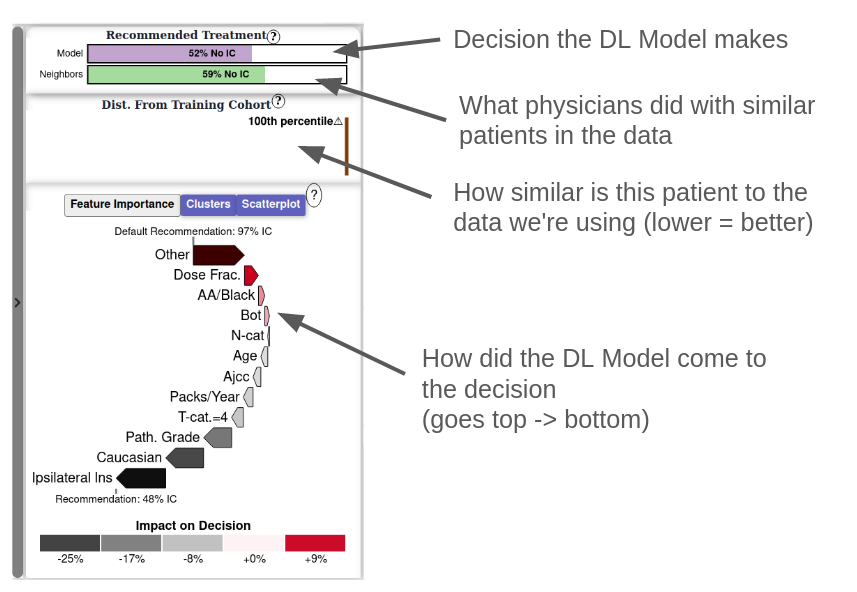 Recommended Treatment?
Decision the DL Model makes
Model
52% No IC
Neighbors
59% No IC
What physicians did with similar
patients in the data
Dist. From Training Cohort?
100th percentile⚠
How similar is this patient to the
data we're using (lower = better)
Feature Importance
Clusters
Scatterplot
?
Default Recommendation: 97% IC
Other
Dose Frac.
AA/Black
Bot
N-cat
Age
Ajcc
Packs/Year
T-cat.=4
Path. Grade
Caucasian
Ipsilateral Ins
Recommendation: 48% IC
How did the DL Model come to
the decision
(goes top -> bottom)
>
Impact on Decision
-25%
-17%
-8%
+0%
+9%